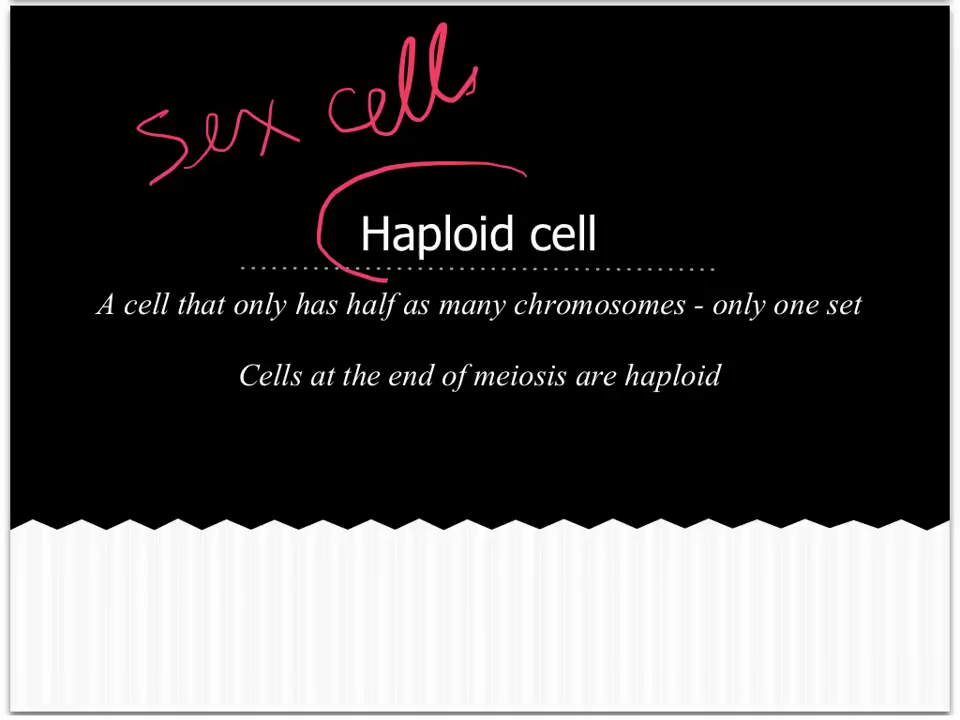 sex cells
Haploid cell
A cell that only has half as many chromosomes - only one set
Cells at the end of meiosis are haploid